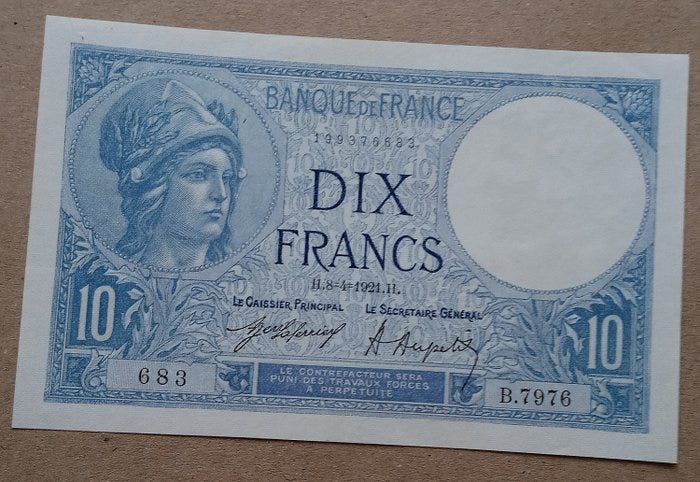 BANQUE DE FRANCE
199376683
DIX
FRANCS
H.8-4-1921.H.
LE CAISSIER PRINCIPAL LE SECRÉTAIRE GÉNÉRAL
10 10
683 B.7976
LE CONTREFACTEUR SERA
PUNI DES TRAVAUX FORCÉS
À PERPÉTUITÉ